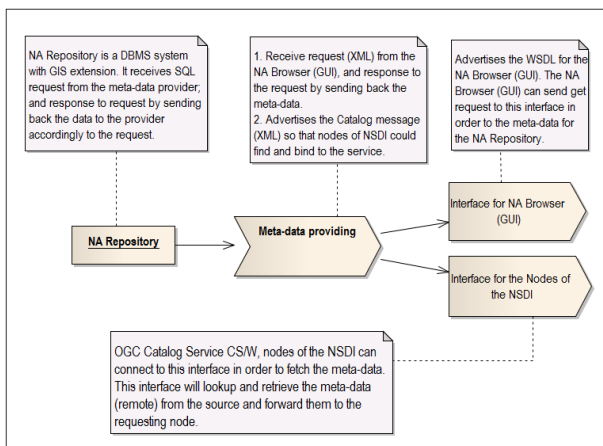 NA Repository is a DBMS system
with GIS extension. It receives SQL
request from the meta-data provider;
and response to request by sending
back the data to the provider
accordingly to the request.
1. Receive request (XML) from the
NA Browser (GUI), and response to
the request by sending back the
meta-data.
2. Advertises the Catalog message
(XML) so that nodes of NSDI could
find and bind to the service.
Advertises the WSDL for the
NA Browser (GUI). The NA
Browser (GUI) can send get
request to this interface in
order to the meta-data for
the NA Repository.
NA Repository
Meta-data providing
Interface for NA Browser
(GUI)
Interface for the Nodes of
the NSDI
OGC Catalog Service CS/W, nodes of the NSDI can
connect to this interface in order to fetch the meta-data.
This interface will lookup and retrieve the meta-data
(remote) from the source and forward them to the
requesting node.